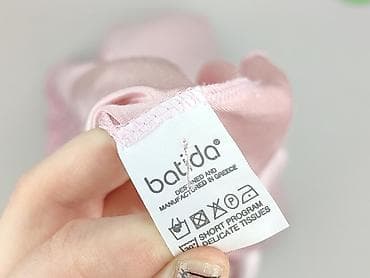 batida®
DESIGNED AND
MANUFACTURED IN GREECE
P
30°
SHORT PROGRAM
DELICATE TISSUES